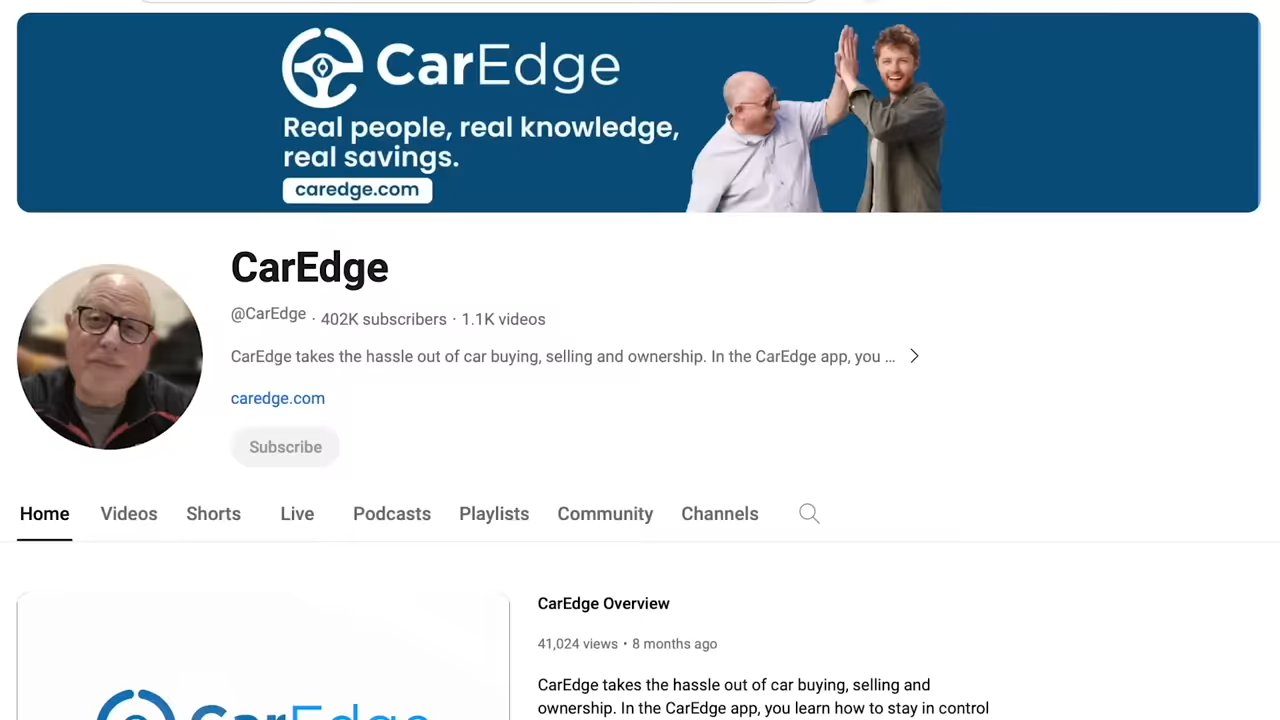 CarEdge
Real people, real knowledge,
real savings.
caredge.com
CarEdge
@CarEdge · 402K subscribers · 1.1K videos
CarEdge takes the hassle out of car buying, selling and ownership. In the CarEdge app, you ...
caredge.com
Subscribe
Home Videos Shorts Live Podcasts Playlists Community Channels
CarEdge Overview
41,024 views • 8 months ago
CarEdge takes the hassle out of car buying, selling and
ownership. In the CarEdge app, you learn how to stay in control
CarEdge